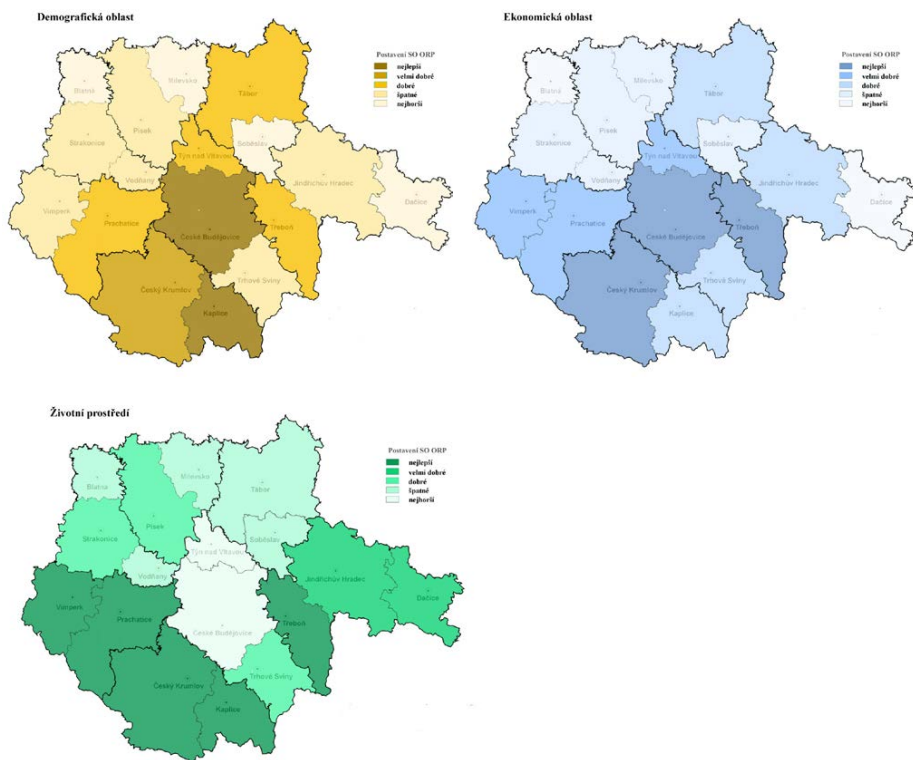 Demografická oblast
Postavení SO ORP
nejlepší
velmi dobré
dobré
špatné
nejhorší
Blatná
Milevsko
Tábor
Písek
Strakonice
Soběslav
Týn nad Vltavou
Vodňany
Jindřichův Hradec
Dačice
Vimperk
Prachatice
Třeboň
České Budějovice
Trhové Sviny
Český Krumlov
Kaplice
Ekonomická oblast
Postavení SO ORP
nejlepší
velmi dobré
dobré
špatné
nejhorší
Blatná
Milevsko
Tábor
Písek
Strakonice
Soběslav
Týn nad Vltavou
Vodňany
Jindřichův Hradec
Dačice
Vimperk
Prachatice
Třeboň
České Budějovice
Trhové Sviny
Český Krumlov
Kaplice
Životní prostředí
Postavení SO ORP
nejlepší
velmi dobré
dobré
špatné
nejhorší
Blatná
Milevsko
Tábor
Písek
Strakonice
Soběslav
Týn nad Vltavou
Vodňany
Jindřichův Hradec
Dačice
Vimperk
Prachatice
Třeboň
České Budějovice
Trhové Sviny
Český Krumlov
Kaplice